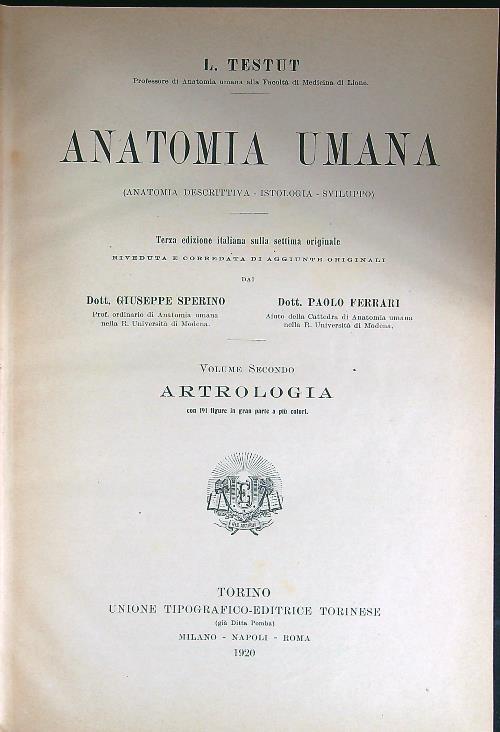 L. TESTUT
Professore di Anatomia umana alla Facoltà di Medicina di Lione.
ANATOMIA UMANA
(ANATOMIA DESCRITTIVA - ISTOLOGIA - SVILUPPO)
Terza edizione italiana sulla settima originale
RIVEDUTA E CORREDATA DI AGGIUNTE ORIGINALI
DAI
Dott. GIUSEPPE SPERINO
Prof. ordinario di Anatomia umana
nella R. Università di Modena.
Dott. PAOLO FERRARI
Aiuto della Cattedra di Anatomia umana
nella R. Università di Modena.
VOLUME SECONDO
ARTROLOGIA
con 191 figure in gran parte a più colori.
TORINO
UNIONE TIPOGRAFICO-EDITRICE TORINESE
(già Ditta Pomba)
MILANO - NAPOLI - ROMA
1920